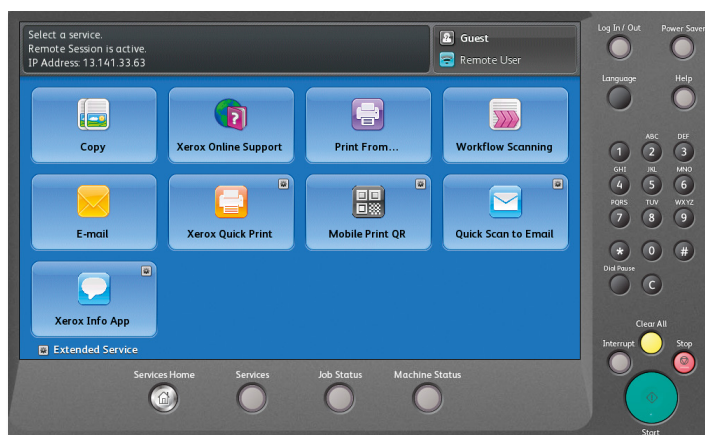 Select a service.
Remote Session is active.
IP Address: 13.141.33.63
Guest
Remote User
Copy
Xerox Online Support
Print From...
Workflow Scanning
E-mail
Xerox Quick Print
Mobile Print QR
Quick Scan to Email
Xerox Info App
Extended Service
Services Home
Services
Job Status
Machine Status
Log In / Out
Power Saver
Language
Help
ABC DEF
1 2 3
GHI JKL MNO
4 5 6
PQRS TUV WXYZ
7 8 9
* 0 #
Dial Pause
C
Clear All
Interrupt
Stop
Start